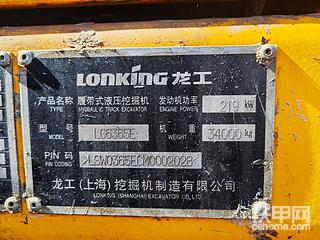 LONKING 龙工
产品名称 履带式液压挖掘机 发动机功率 219 kW
TYPE HYDRAULIC TRACK EXCAVATOR ENGINE POWER
型号 LG6365E 机重 34000 kg
MODEL WEIGHT
PIN 码
PIN CODING
龙工(上海)挖掘机制造有限公司
LONKING (SHANGHAI) EXCAVATOR CO.,LTD
铁甲网